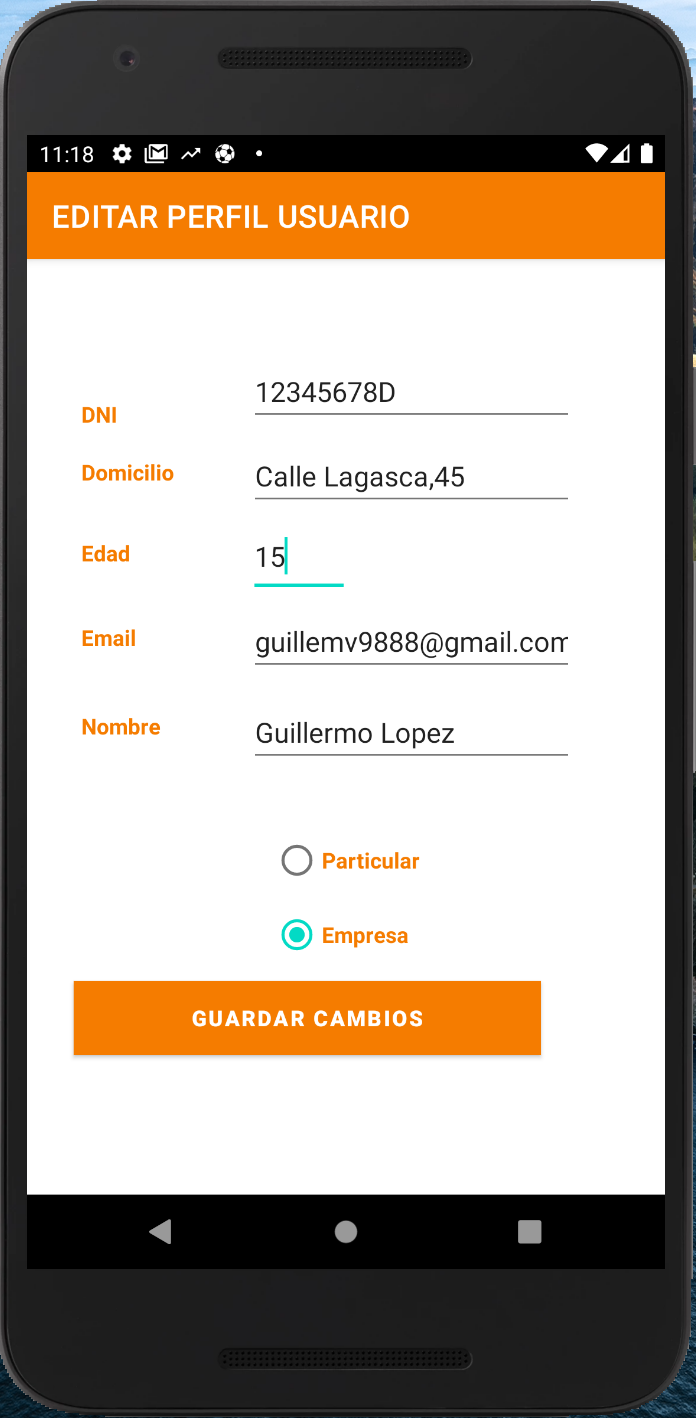 11:18
EDITAR PERFIL USUARIO
DNI
12345678D
Domicilio
Calle Lagasca,45
Edad
15
Email
guillemv9888@gmail.com
Nombre
Guillermo Lopez
Particular
Empresa
GUARDAR CAMBIOS